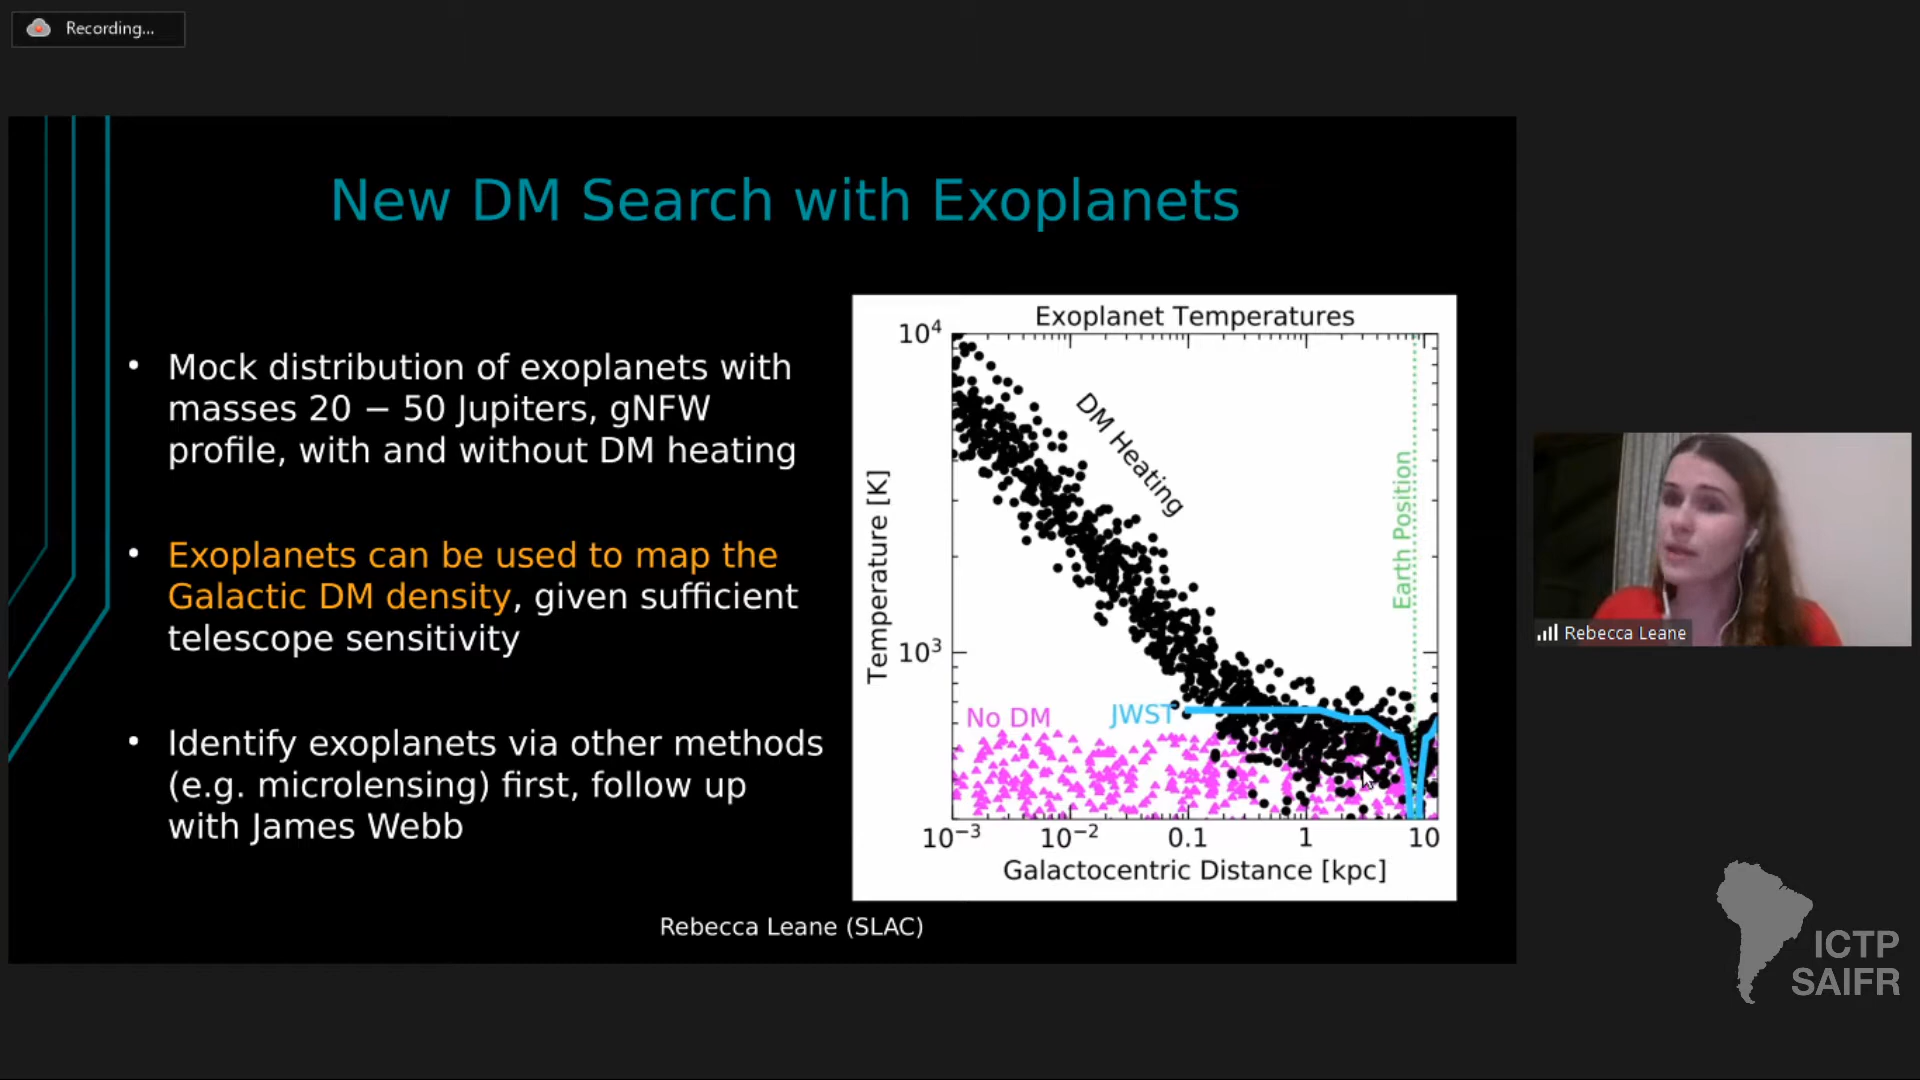 Recording...
New DM Search with Exoplanets
• Mock distribution of exoplanets with
masses 20 − 50 Jupiters, gNFW
profile, with and without DM heating
• Exoplanets can be used to map the
Galactic DM density, given sufficient
telescope sensitivity
• Identify exoplanets via other methods
(e.g. microlensing) first, follow up
with James Webb
Exoplanet Temperatures
10⁴
10³
Temperature [K]
DM Heating
Earth Position
No DM
JWST
10⁻³ 10⁻² 0.1 1 10
Galactocentric Distance [kpc]
Rebecca Leane (SLAC)
Rebecca Leane
ICTP
SAIFR